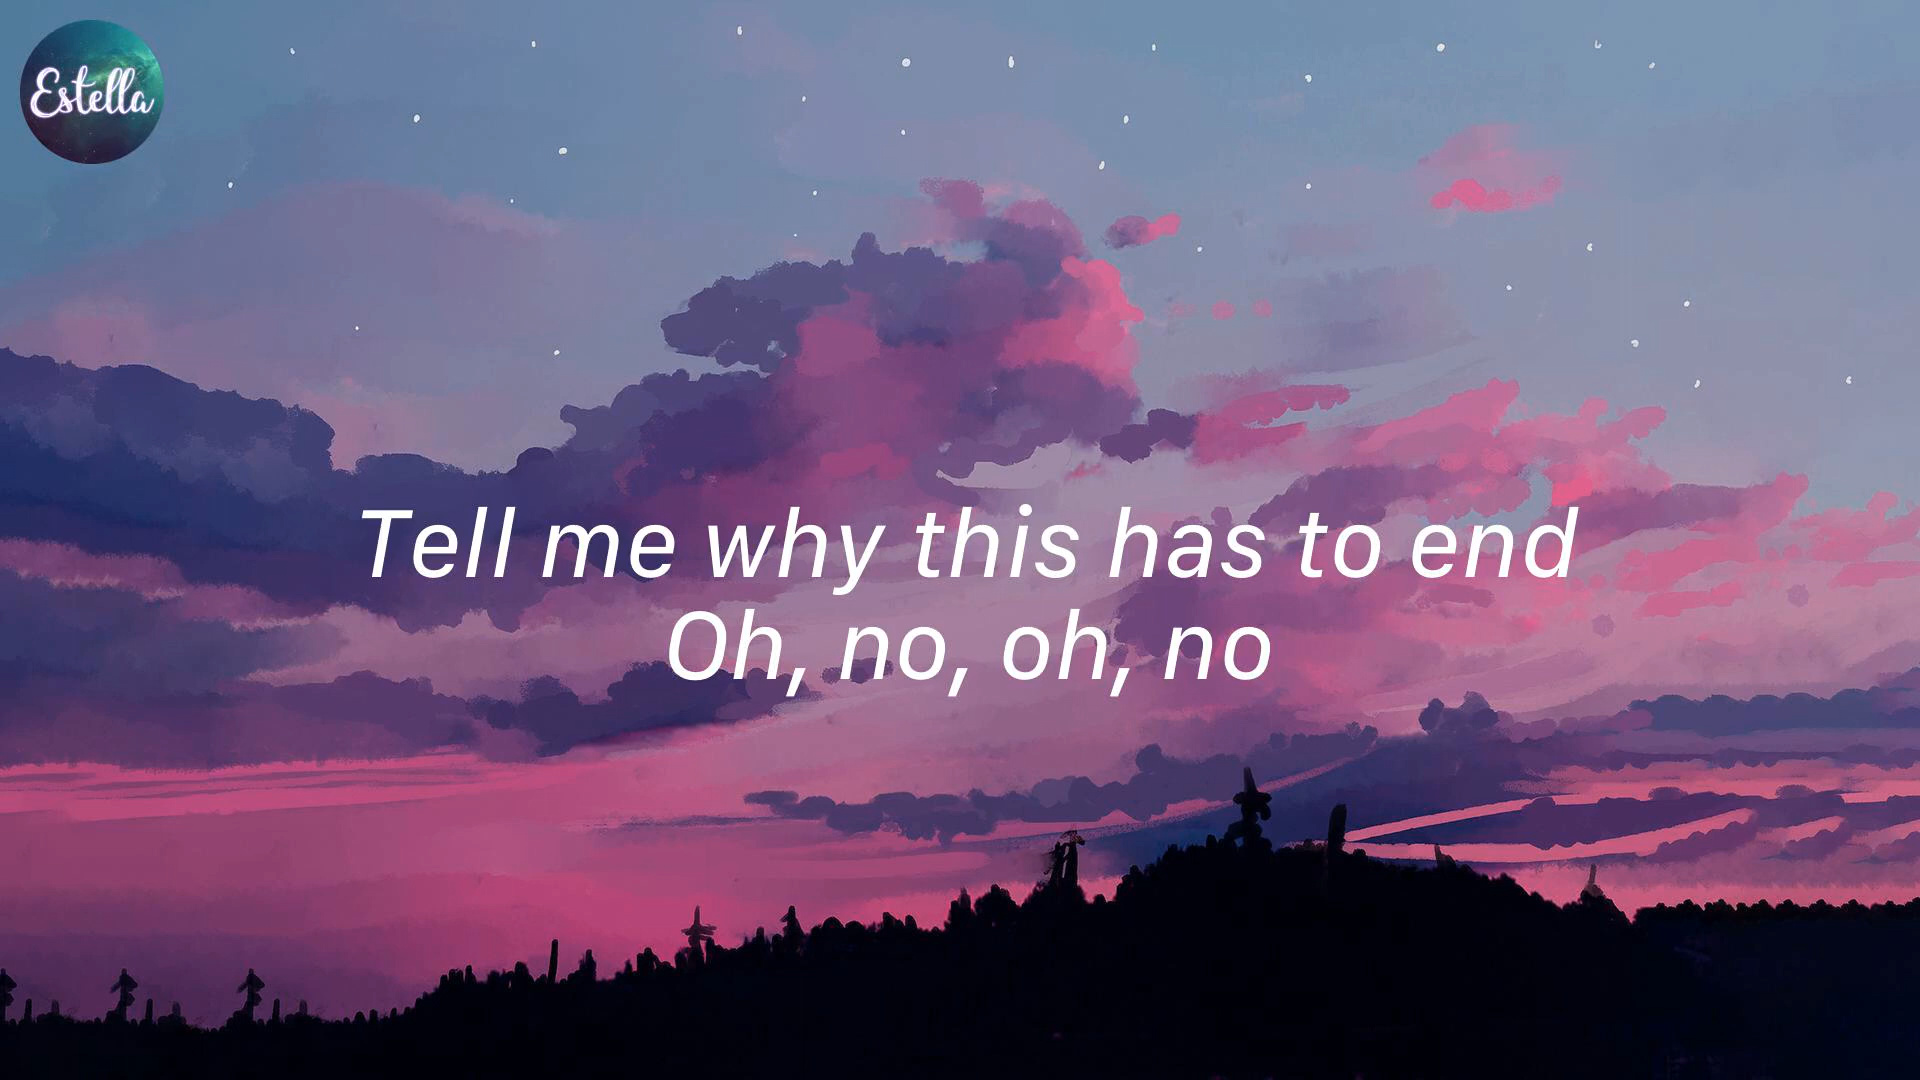 Estella
Tell me why this has to end
Oh, no, oh, no